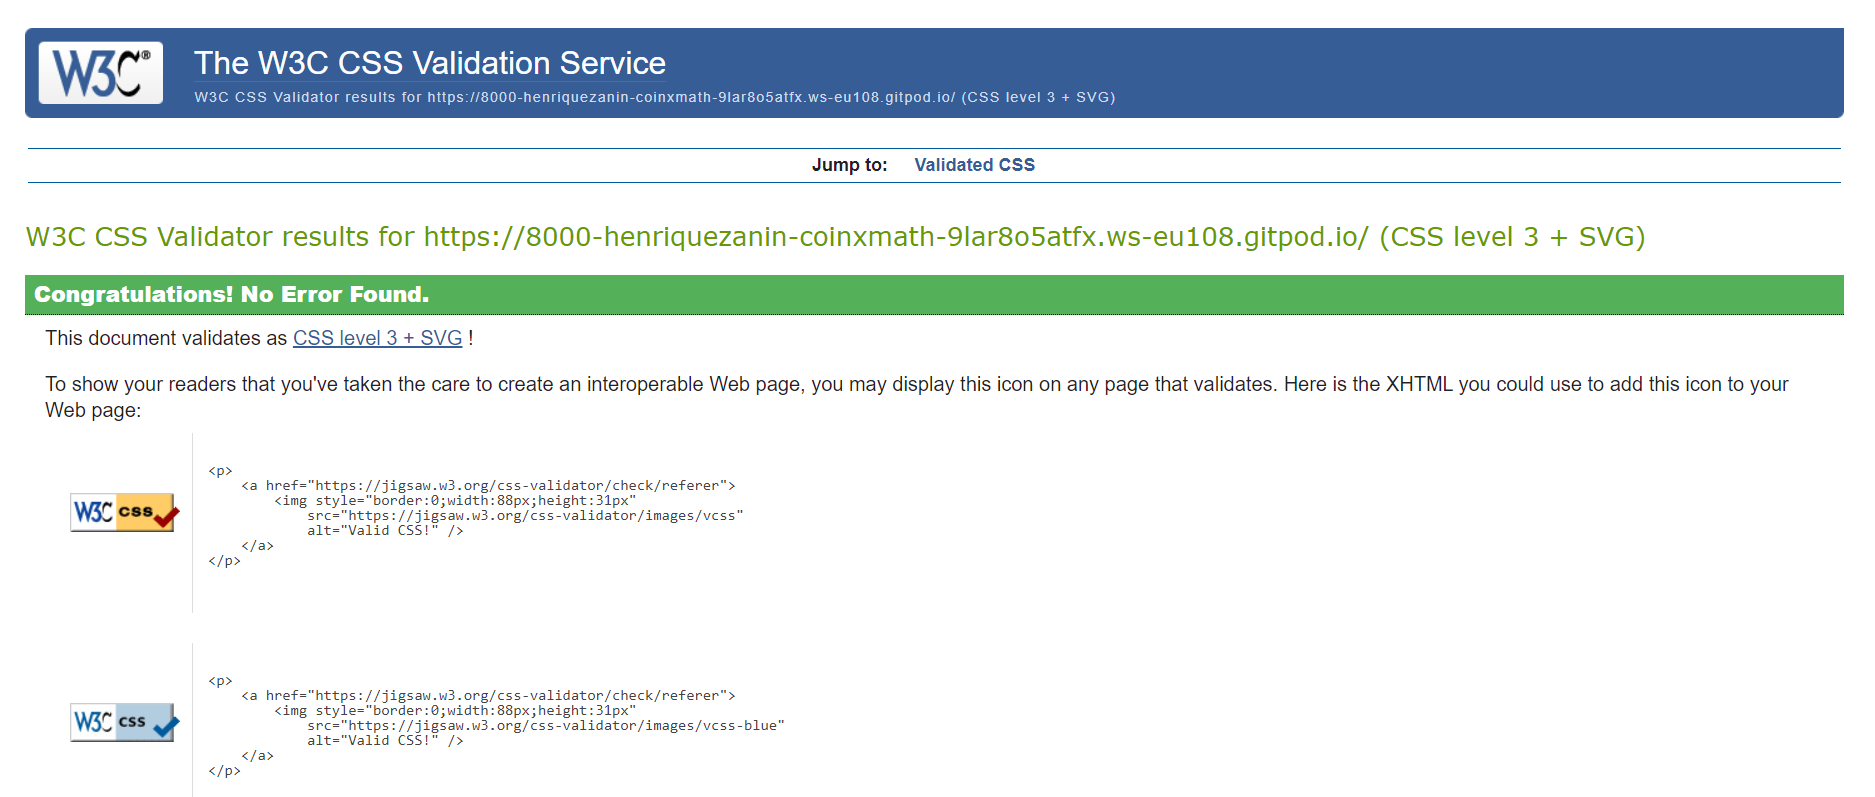 W3C®
The W3C CSS Validation Service
W3C CSS Validator results for https://8000-henriquezanin-coinxmath-9lar8o5atfx.ws-eu108.gitpod.io/ (CSS level 3 + SVG)
Jump to: Validated CSS
W3C CSS Validator results for https://8000-henriquezanin-coinxmath-9lar8o5atfx.ws-eu108.gitpod.io/ (CSS level 3 + SVG)
Congratulations! No Error Found.
This document validates as CSS level 3 + SVG !
To show your readers that you've taken the care to create an interoperable Web page, you may display this icon on any page that validates. Here is the XHTML you could use to add this icon to your
Web page:
W3C css
<p>
<a href="https://jigsaw.w3.org/css-validator/check/referer">
<img style="border:0;width:88px;height:31px"
src="https://jigsaw.w3.org/css-validator/images/vcss"
alt="Valid CSS!" />
</a>
</p>
W3C css
<p>
<a href="https://jigsaw.w3.org/css-validator/check/referer">
<img style="border:0;width:88px;height:31px"
src="https://jigsaw.w3.org/css-validator/images/vcss-blue"
alt="Valid CSS!" />
</a>
</p>